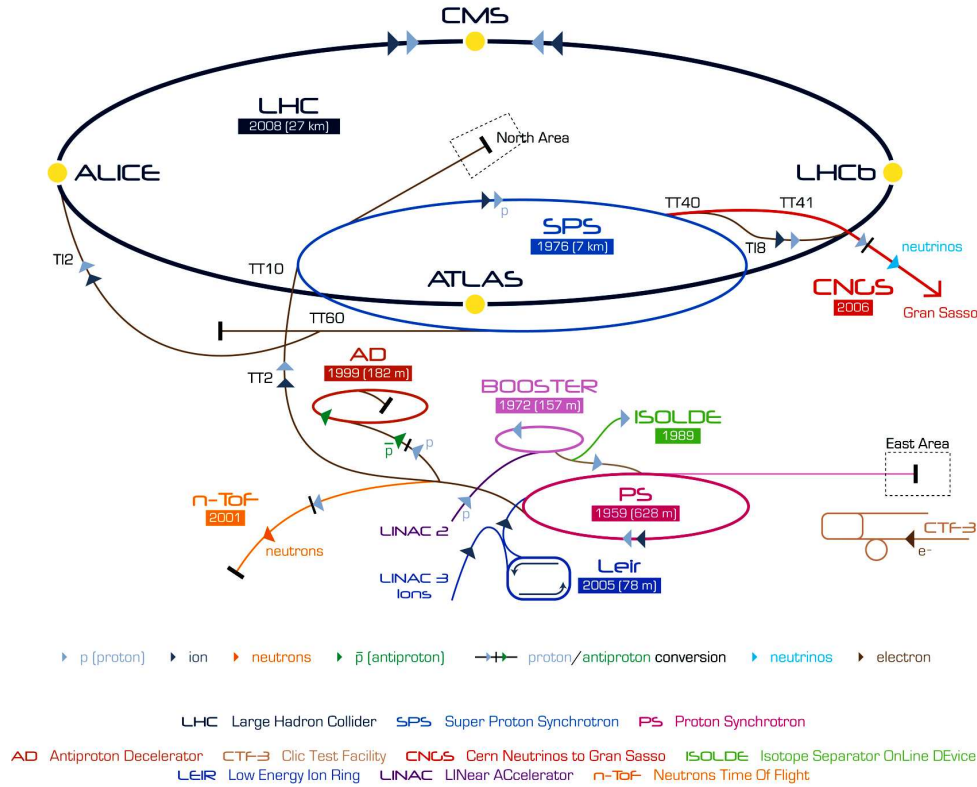 CMS
LHC
2008 (27 km)
North Area
ALICE
LHCb
TT40
TT41
p
SPS
1976 (7 km)
TI8
neutrinos
TI2
TT10
ATLAS
CNGS
2006
Gran Sasso
TT60
AD
1999 (182 m)
TT2
BOOSTER
1972 (157 m)
ISOLDE
1989
p
p̄
East Area
n-ToF
2001
PS
1959 (628 m)
p
LINAC 2
neutrons
CTF-3
e-
LINAC 3
Ions
Leir
2005 (78 m)
p (proton)
ion
neutrons
p̄ (antiproton)
proton/antiproton conversion
neutrinos
electron
LHC Large Hadron Collider SPS Super Proton Synchrotron PS Proton Synchrotron
AD Antiproton Decelerator CTF-3 Clic Test Facility CNGS Cern Neutrinos to Gran Sasso ISOLDE Isotope Separator OnLine DEvice
LEIR Low Energy Ion Ring LINAC LINear ACcelerator n-ToF Neutrons Time Of Flight